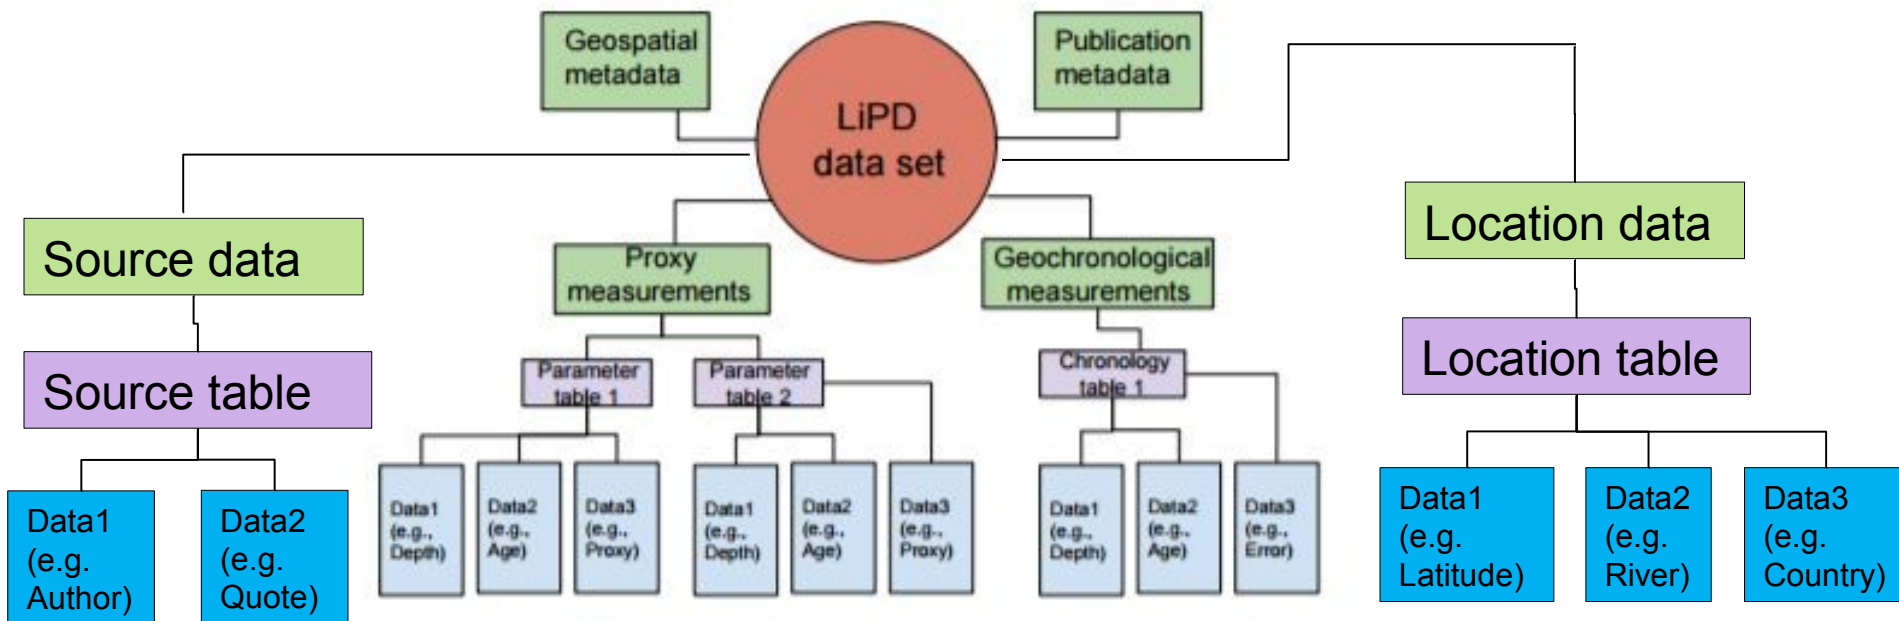 Geospatial
metadata
Publication
metadata
LiPD
data set
Source data
Proxy
measurements
Geochronological
measurements
Location data
Source table
Parameter
table 1
Parameter
table 2
Chronology
table 1
Location table
Data1
(e.g.
Author)
Data2
(e.g.
Quote)
Data1
(e.g.,
Depth)
Data2
(e.g.,
Age)
Data3
(e.g.,
Proxy)
Data1
(e.g.,
Depth)
Data2
(e.g.,
Age)
Data3
(e.g.,
Proxy)
Data1
(e.g.,
Depth)
Data2
(e.g.,
Age)
Data3
(e.g.,
Error)
Data1
(e.g.
Latitude)
Data2
(e.g.
River)
Data3
(e.g.
Country)